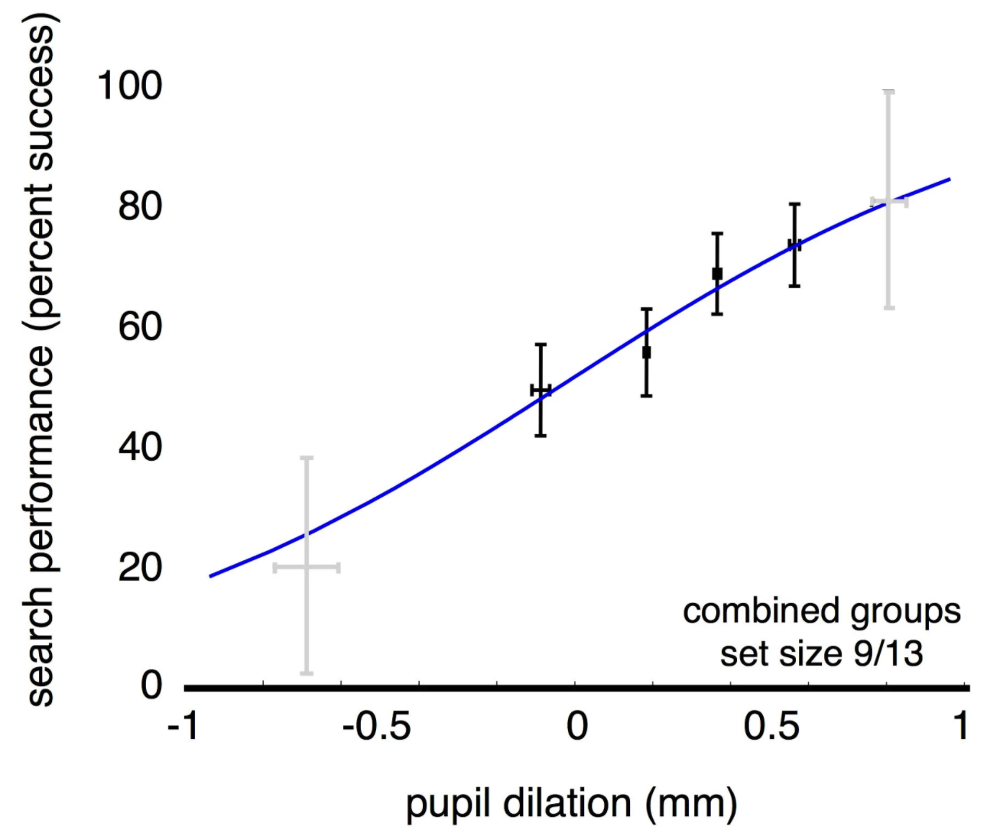 search performance (percent success)
100
80
60
40
20
0
combined groups
set size 9/13
-1 -0.5 0 0.5 1
pupil dilation (mm)